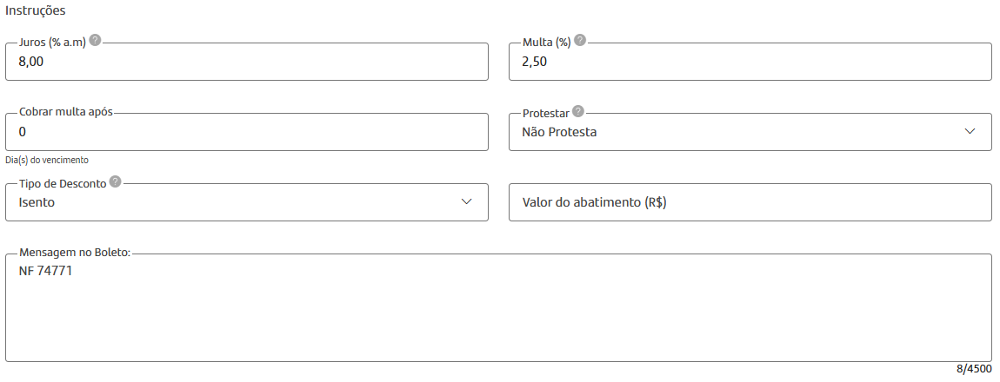 Instruções
Juros (% a.m) ?
8,00
Multa (%) ?
2,50
Cobrar multa após
0
Dia(s) do vencimento
Protestar ?
Não Protesta
Tipo de Desconto ?
Isento
Valor do abatimento (R$)
Mensagem no Boleto:
NF 74771
8/4500